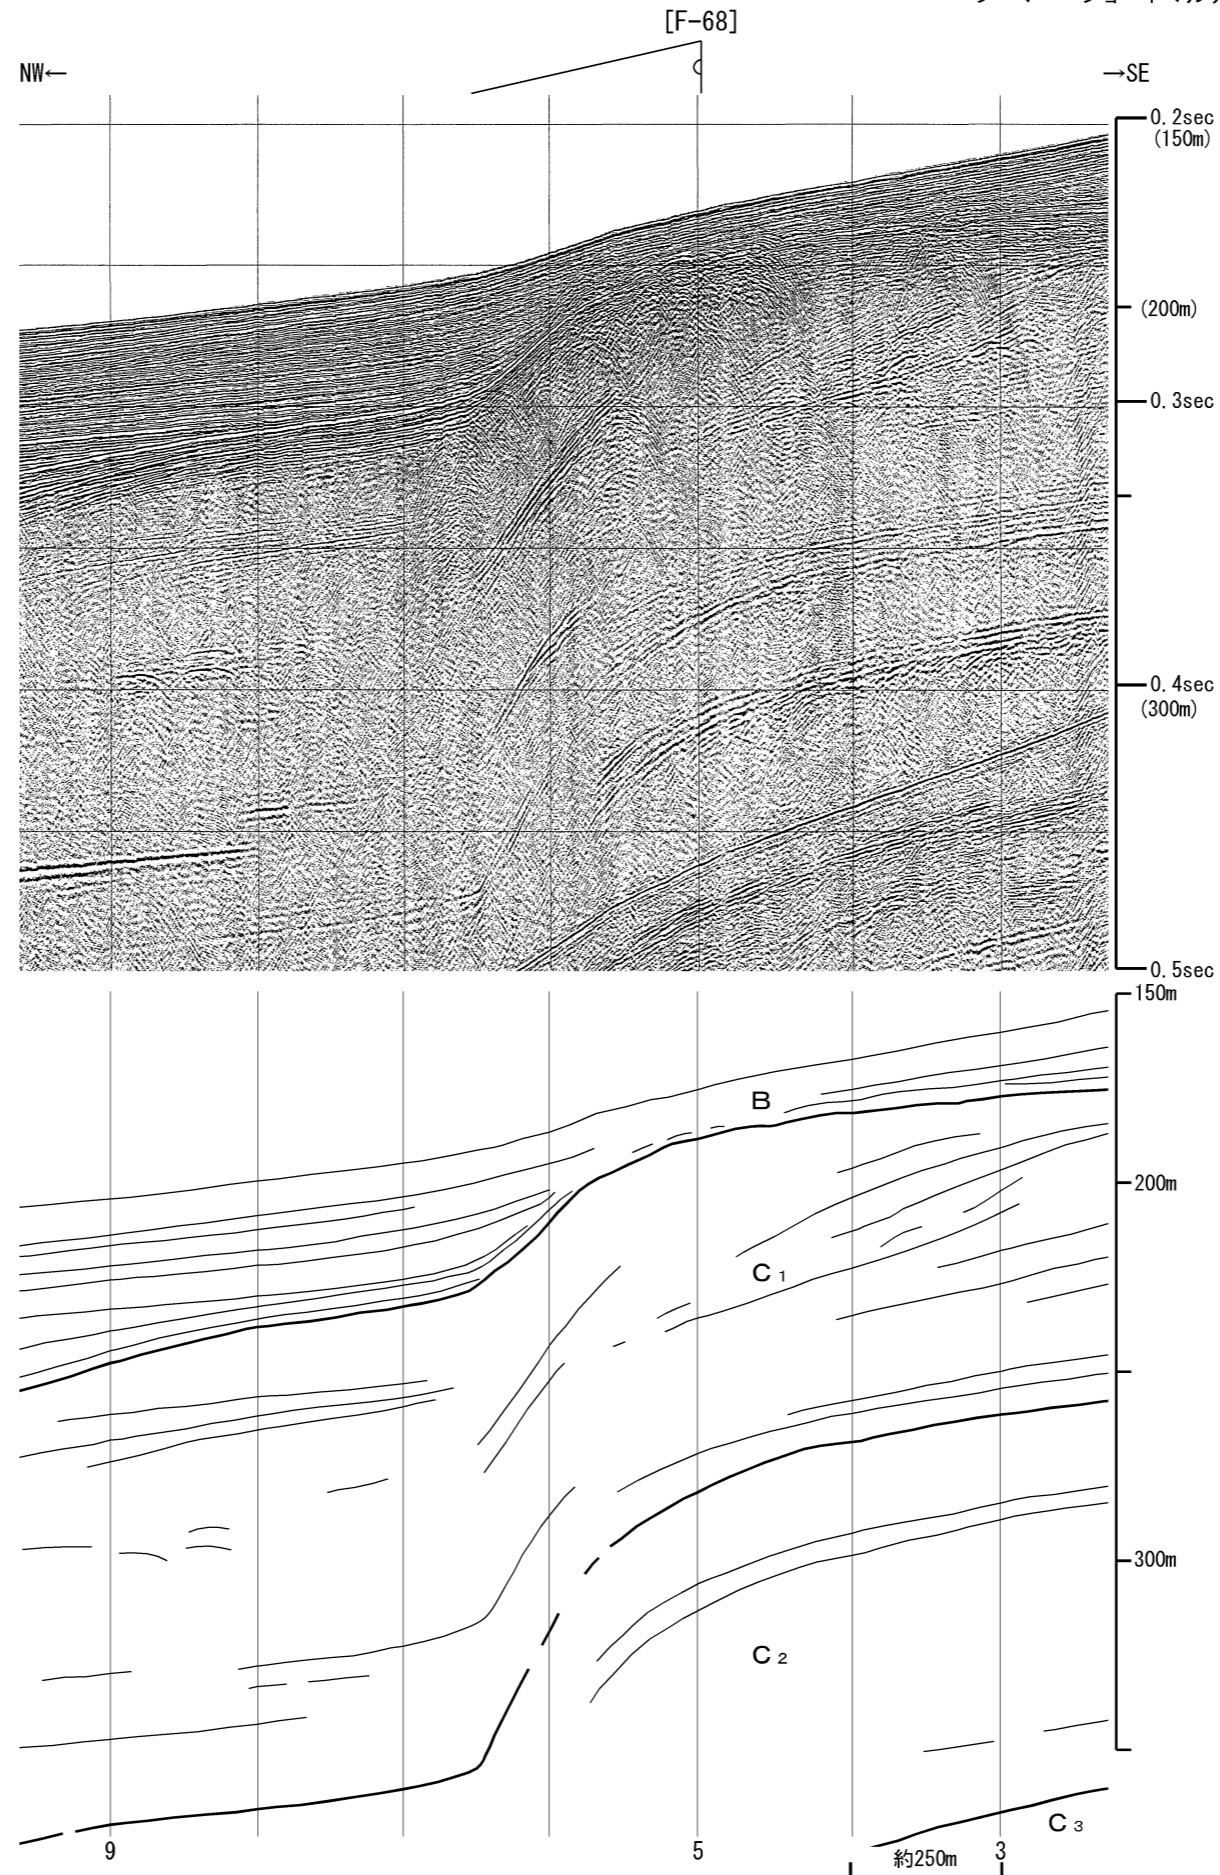 [F-68]
NW←
→SE
0.2sec
(150m)
(200m)
0.3sec
0.4sec
(300m)
0.5sec
150m
B
200m
C₁
300m
C₂
C₃
9
5
3
約250m